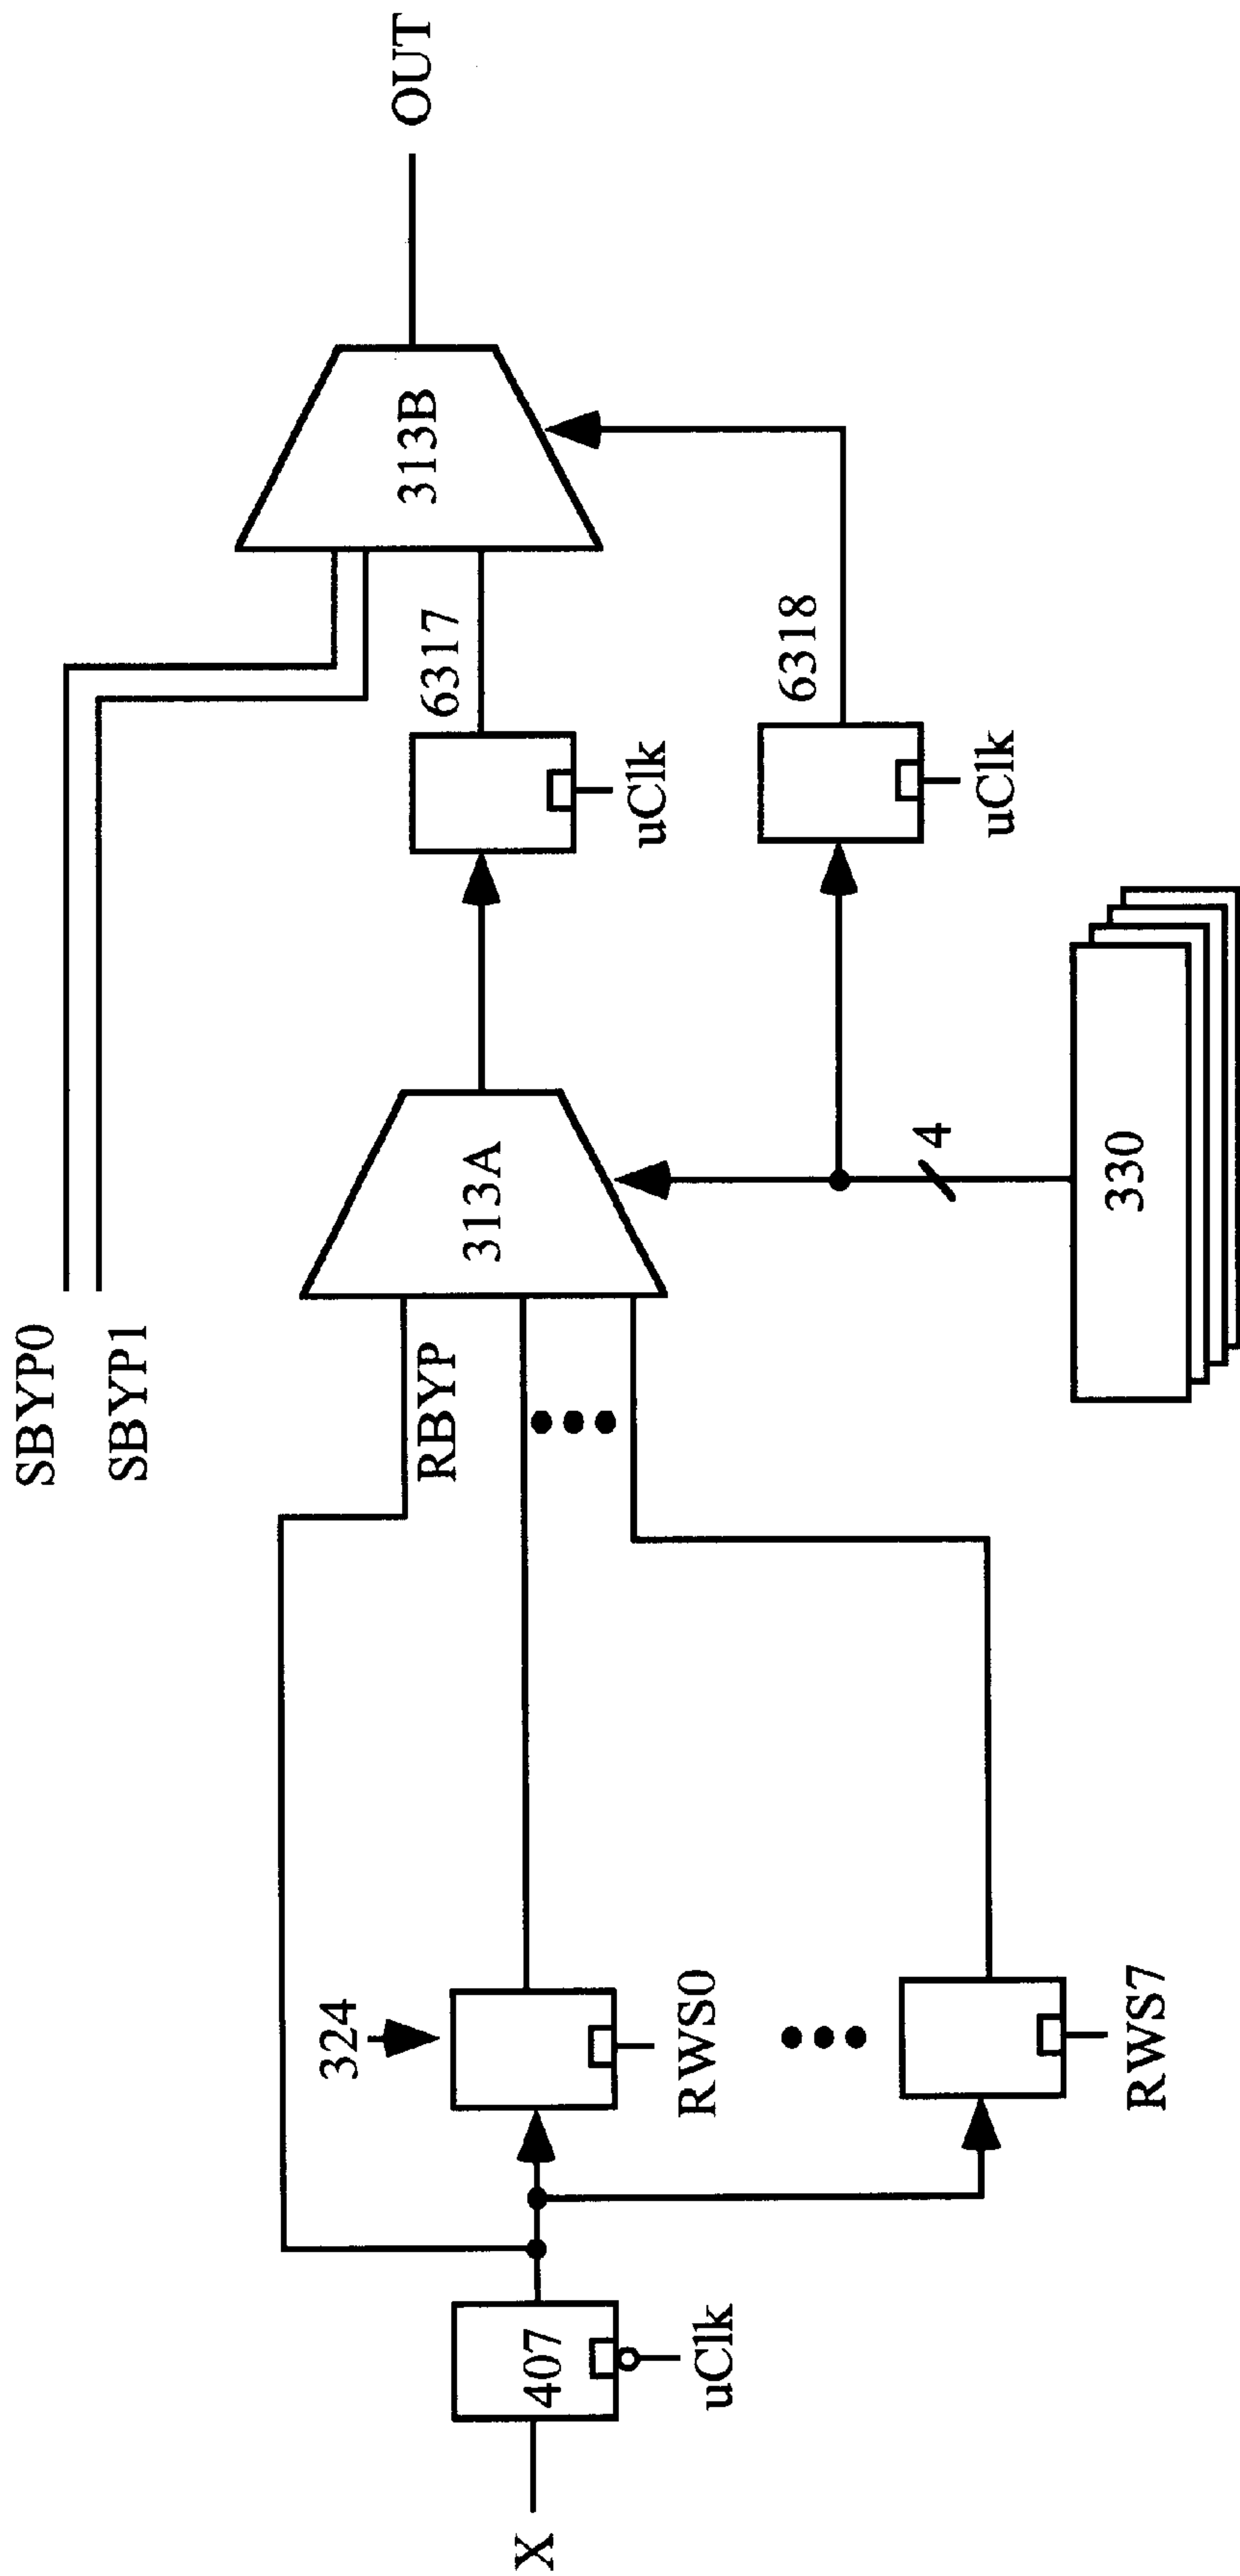 SBYP0
SBYP1
OUT
313B
6317
uClk
6318
uClk
313A
RBYP
4
330
324
RWS0
RWS7
407
uClk
X